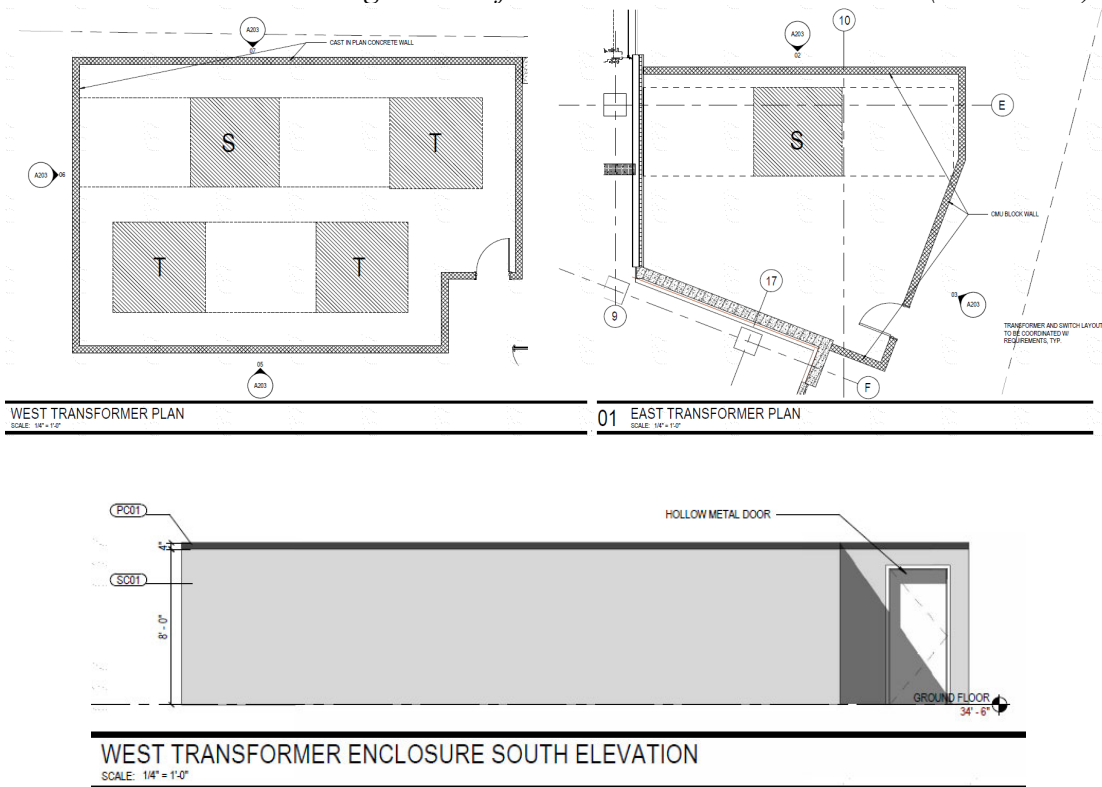 A203
07
CAST IN PLAN CONCRETE WALL
S
T
A203
06
T
T
05
A203
WEST TRANSFORMER PLAN
SCALE: 1/4" = 1'-0"
A203
02
10
E
S
CMU BLOCK WALL
17
03
A203
9
TRANSFORMER AND SWITCH LAYOUT
TO BE COORDINATED W/
REQUIREMENTS, TYP.
F
01
EAST TRANSFORMER PLAN
SCALE: 1/4" = 1'-0"
PC01
HOLLOW METAL DOOR
4"
SC01
8' - 0"
GROUND FLOOR
34' - 6"
WEST TRANSFORMER ENCLOSURE SOUTH ELEVATION
SCALE: 1/4" = 1'-0"